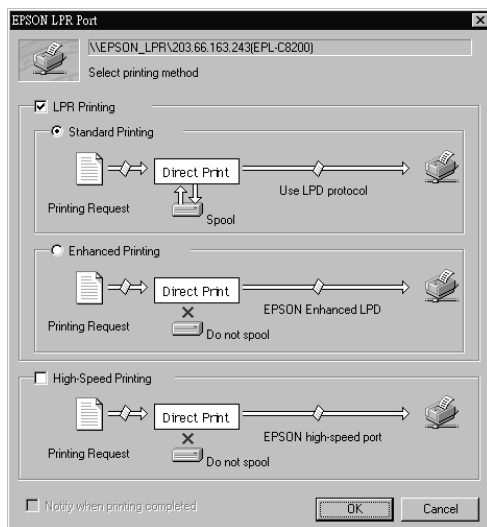 EPSON LPR Port
\\EPSON_LPR\203.66.163.243(EPL-C8200)
Select printing method
LPR Printing
Standard Printing
Direct Print
Use LPD protocol
Printing Request
Spool
Enhanced Printing
Direct Print
EPSON Enhanced LPD
Printing Request
Do not spool
High-Speed Printing
Direct Print
EPSON high-speed port
Printing Request
Do not spool
Notify when printing completed
OK
Cancel